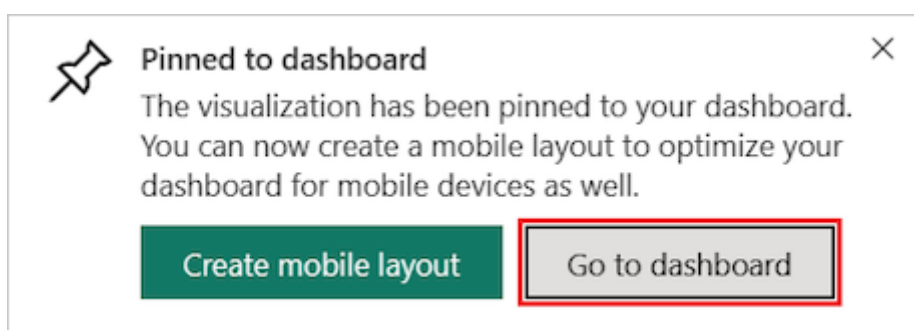 Pinned to dashboard
The visualization has been pinned to your dashboard.
You can now create a mobile layout to optimize your
dashboard for mobile devices as well.
Create mobile layout
Go to dashboard